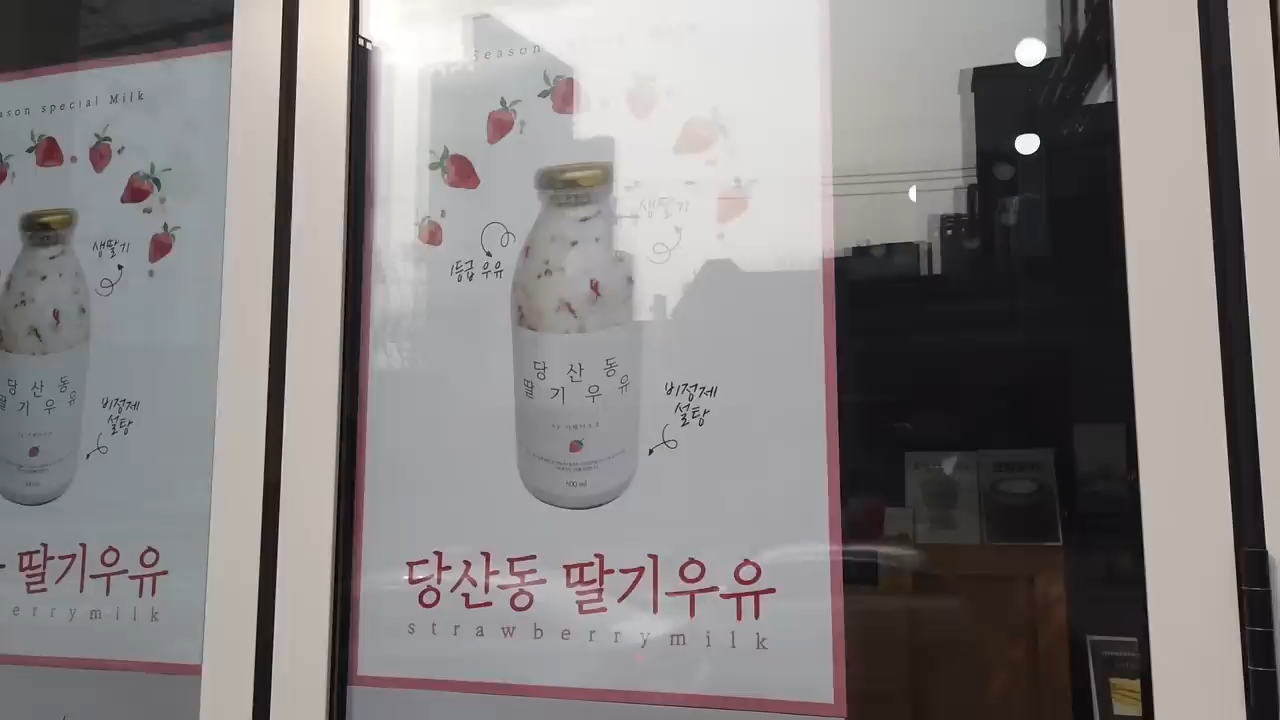 ason special Milk
생딸기
당 산 동
딸 기 우 유
비정제
설탕
딸기우유
errymilk
Season
생딸기
1등급 우유
당 산 동
딸 기 우 유
500 ml
비정제
설탕
당산동 딸기우유
strawberrymilk